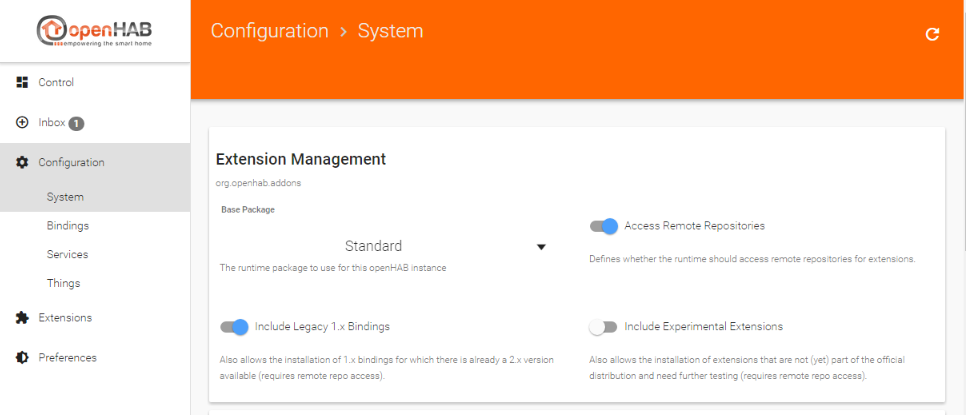 openHAB
empowering the smart home
Configuration > System
Control
Inbox 1
Configuration
System
Bindings
Services
Things
Extensions
Preferences
Extension Management
org.openhab.addons
Base Package
Standard
The runtime package to use for this openHAB instance
Access Remote Repositories
Defines whether the runtime should access remote repositories for extensions.
Include Legacy 1.x Bindings
Also allows the installation of 1.x bindings for which there is already a 2.x version
available (requires remote repo access).
Include Experimental Extensions
Also allows the installation of extensions that are not (yet) part of the official
distribution and need further testing (requires remote repo access).